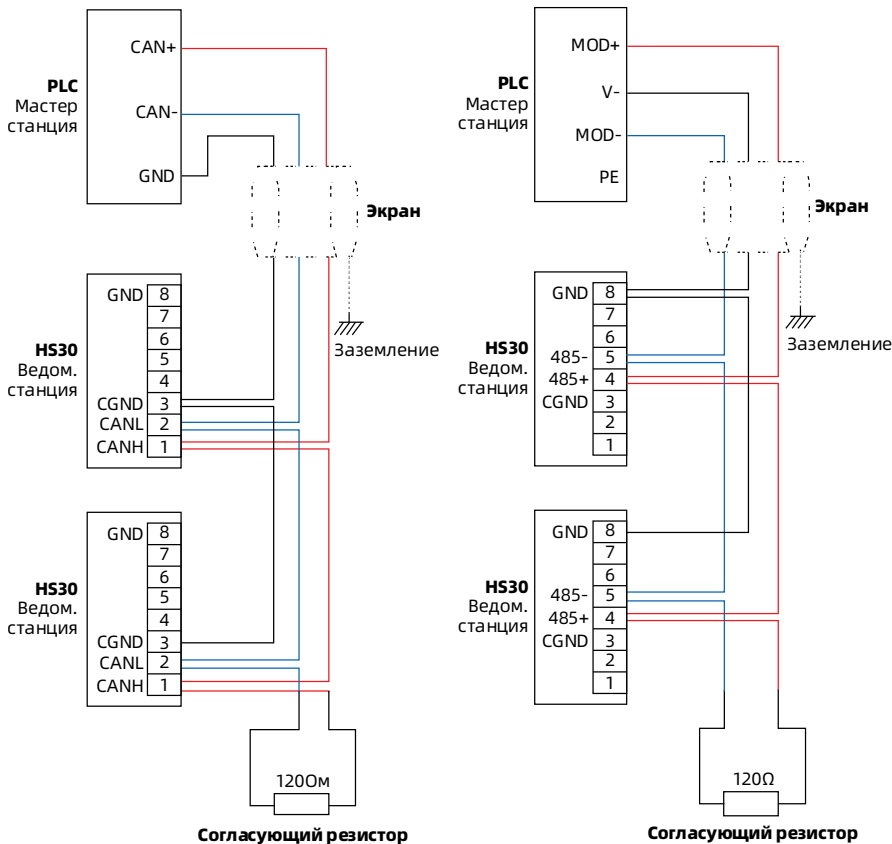 CAN+
PLC
Мастер
станция
CAN-
GND
Экран
Заземление
GND 8
7
6
HS30
Ведом.
станция
5
4
CGND 3
CANL 2
CANH 1
GND 8
7
6
HS30
Ведом.
станция
5
4
CGND 3
CANL 2
CANH 1
120Ом
Согласующий резистор
MOD+
PLC
Мастер
станция
V-
MOD-
PE
Экран
Заземление
GND 8
7
6
HS30
Ведом.
станция
485- 5
485+ 4
CGND 3
2
1
GND 8
7
6
HS30
Ведом.
станция
485- 5
485+ 4
CGND 3
2
1
120Ω
Согласующий резистор